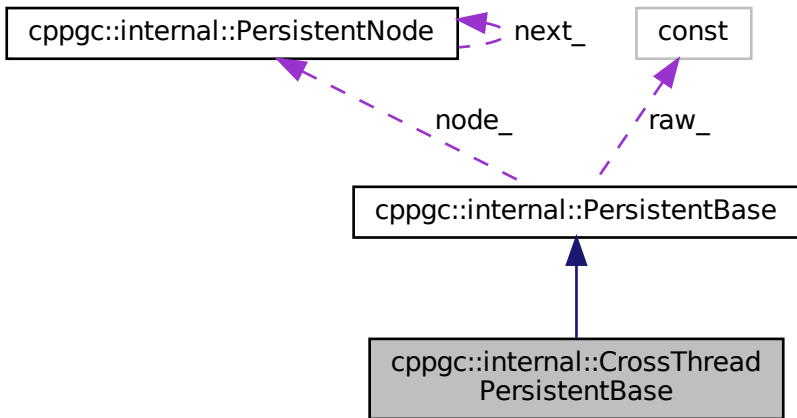 cppgc::internal::PersistentNode
next_
const
node_
raw_
cppgc::internal::PersistentBase
cppgc::internal::CrossThread
PersistentBase